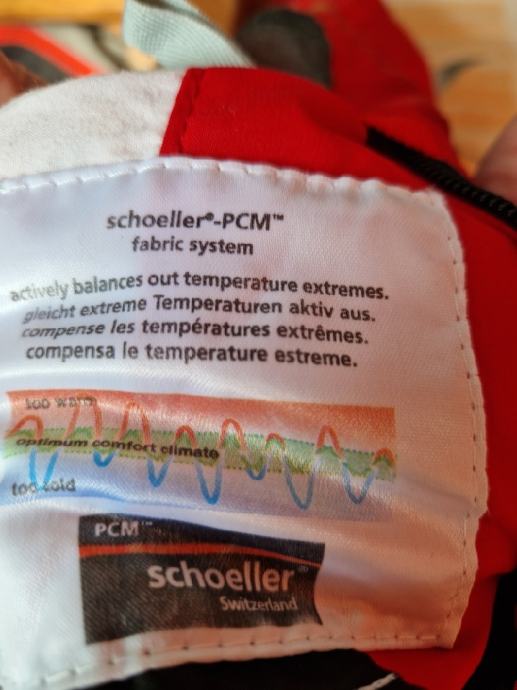 schoeller®-PCM™
fabric system
actively balances out temperature extremes.
gleicht extreme Temperaturen aktiv aus.
compense les températures extrêmes.
compensa le temperature estreme.
too warm
optimum comfort climate
too cold
PCM™
schoeller®
Switzerland